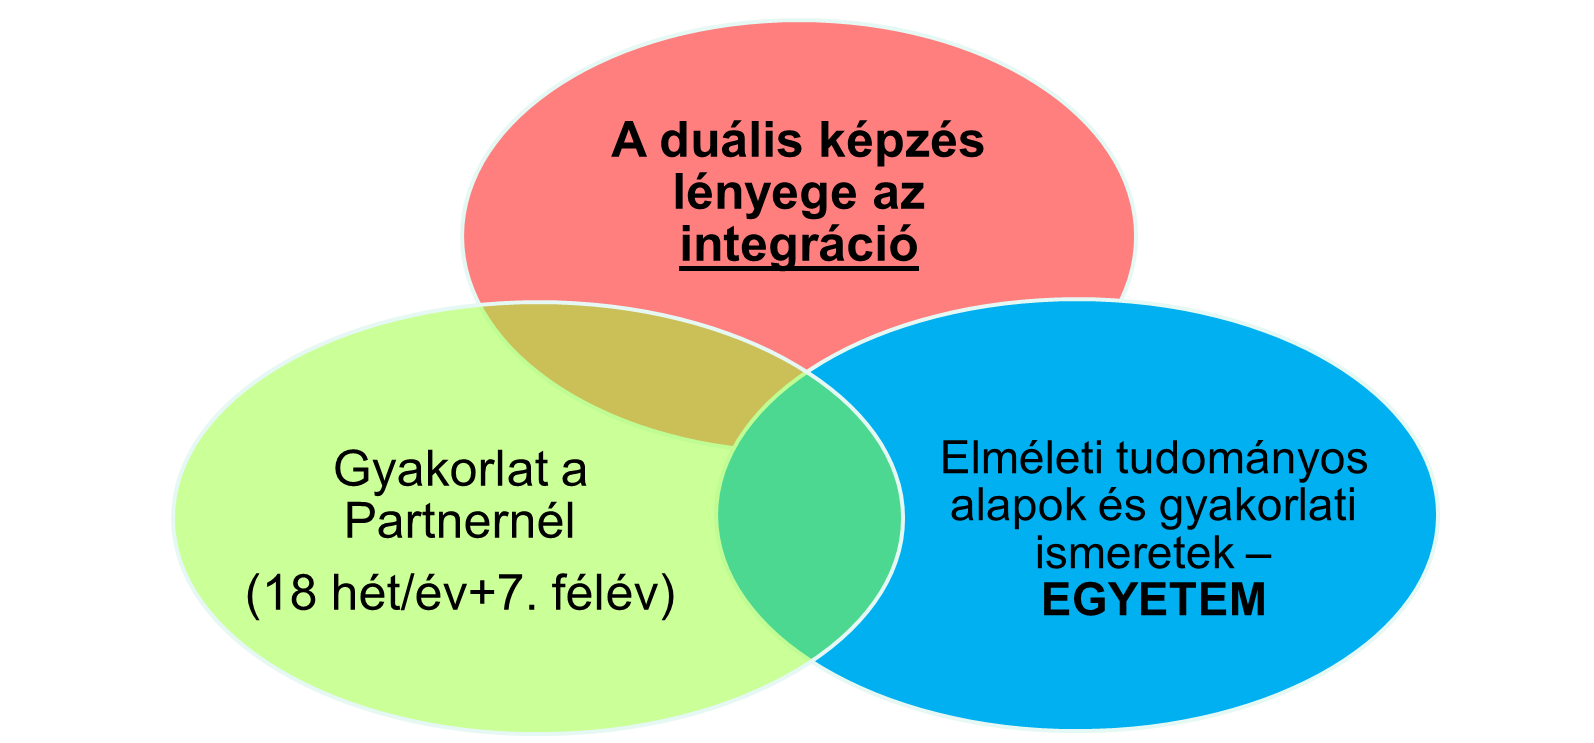 A duális képzés
lényege az
integráció
Gyakorlat a
Partnernél
(18 hét/év+7. félév)
Elméleti tudományos
alapok és gyakorlati
ismeretek –
EGYETEM